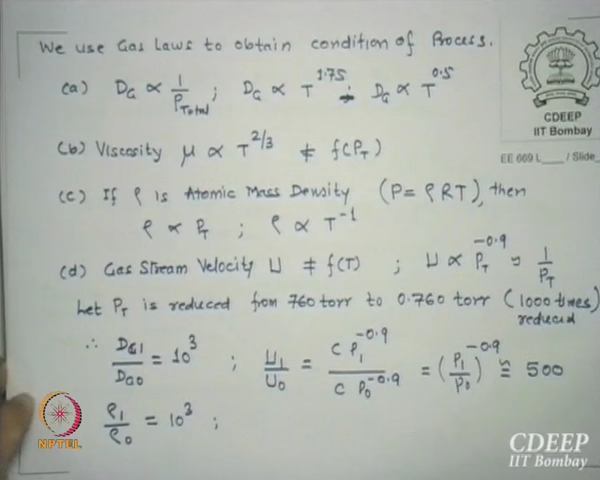 We use Gas Laws to obtain condition of Process.
(a) D_G ∝ 1/P_Total ; D_G ∝ T^1.75 ; D_G ∝ T^0.5
(b) Viscosity μ ∝ T^2/3 ≠ f(P_T)
(c) If ρ is Atomic Mass Density (P = ρRT), then
ρ ∝ P_T ; ρ ∝ T^-1
(d) Gas Stream Velocity U ≠ f(T) ; U ∝ P_T^-0.9 ≈ 1/P_T
Let P_T is reduced from 760 torr to 0.760 torr (1000 times reduced)
∴ D_G1/D_G0 = 10^3 ; U_1/U_0 = C P_1^-0.9 / C P_0^-0.9 = (P_1/P_0)^-0.9 ≅ 500
ρ_1/ρ_0 = 10^3 ;
CDEEP
IIT Bombay
EE 669 L____ / Slide_
NPTEL
CDEEP
IIT Bombay